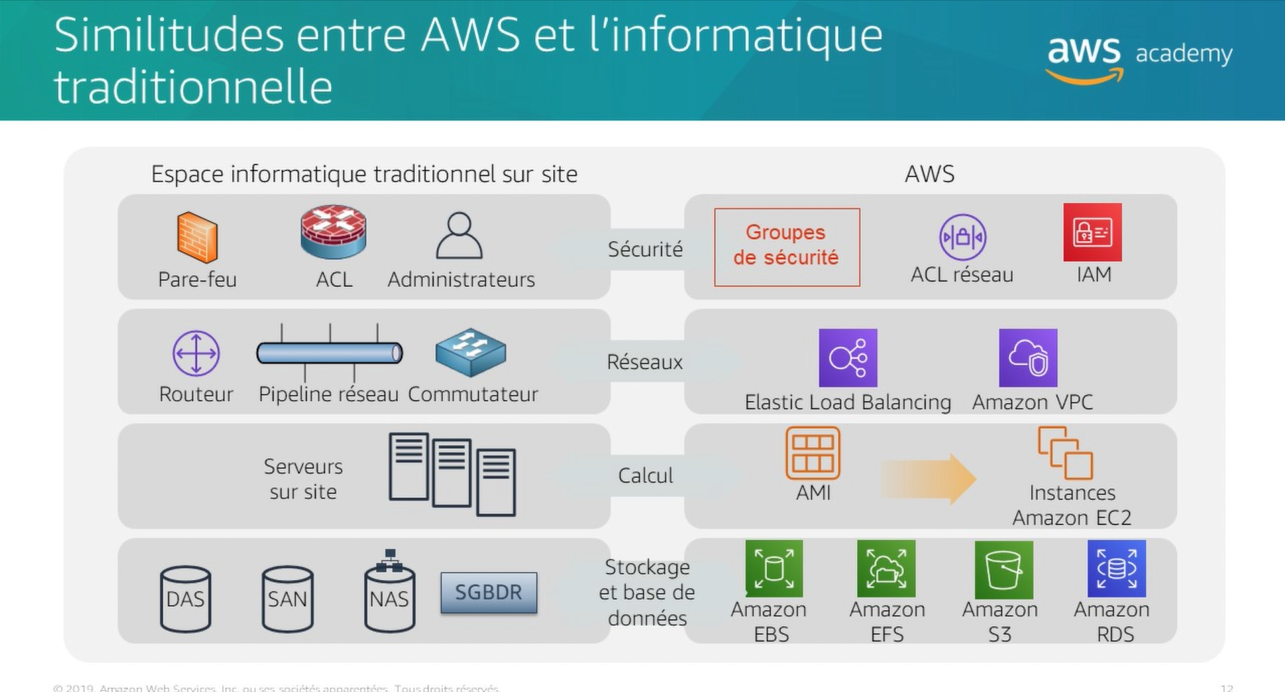 Similitudes entre AWS et l'informatique
traditionnelle
aws academy
Espace informatique traditionnel sur site
AWS
Pare-feu
ACL
Administrateurs
Sécurité
Groupes
de sécurité
ACL réseau
IAM
Routeur
Pipeline réseau
Commutateur
Réseaux
Elastic Load Balancing
Amazon VPC
Serveurs
sur site
Calcul
AMI
Instances
Amazon EC2
DAS
SAN
NAS
SGBDR
Stockage
et base de
données
Amazon
EBS
Amazon
EFS
Amazon
S3
Amazon
RDS
© 2019, Amazon Web Services, Inc. ou ses sociétés apparentées. Tous droits réservés.
12